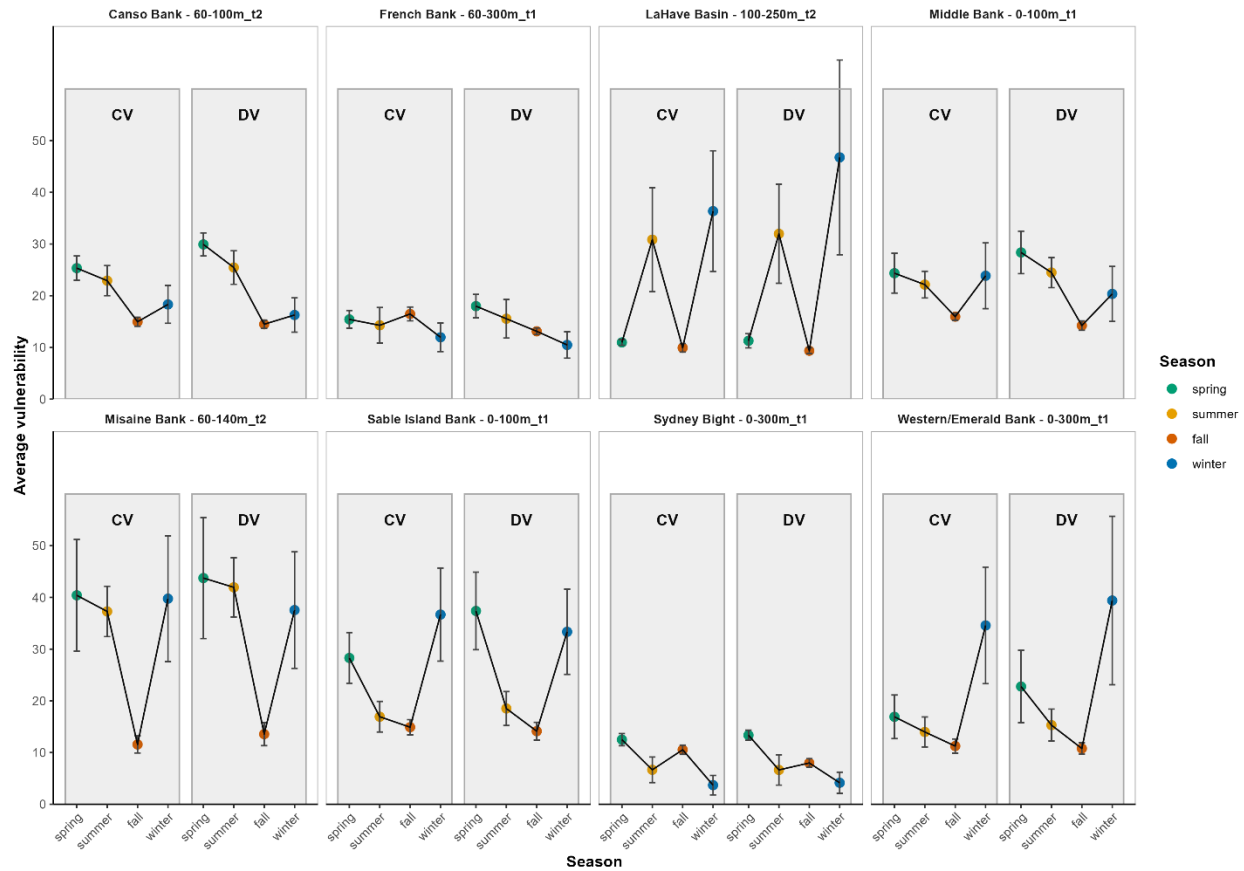 Canso Bank - 60-100m_t2
French Bank - 60-300m_t1
LaHave Basin - 100-250m_t2
Middle Bank - 0-100m_t1
CV
DV
CV
DV
CV
DV
CV
DV
50
40
30
20
10
0
Misaine Bank - 60-140m_t2
Sable Island Bank - 0-100m_t1
Sydney Bight - 0-300m_t1
Western/Emerald Bank - 0-300m_t1
CV
DV
CV
DV
CV
DV
CV
DV
50
40
30
20
10
0
Average vulnerability
spring
summer
fall
winter
spring
summer
fall
winter
spring
summer
fall
winter
spring
summer
fall
winter
spring
summer
fall
winter
spring
summer
fall
winter
spring
summer
fall
winter
spring
summer
fall
winter
Season
Season
spring
summer
fall
winter